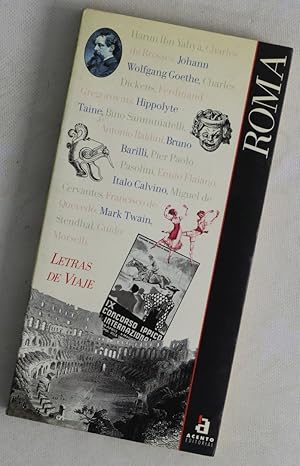 Harun Ibn Yahya, Charles
de Brosses, Johann
Wolfgang Goethe, Charles
Dickens, Ferdinand
Gregorovius, Hippolyte
Taine, Bino Sanminiatelli,
Antonio Baldini, Bruno
Barilli, Pier Paolo
Pasolini, Ennio Flaiano,
Italo Calvino, Miguel de
Cervantes, Francisco de
Quevedo, Mark Twain,
Stendhal, Guido
Morselli
LETRAS
DE VIAJE
IX
CONCORSO IPPICO
INTERNAZIONALE
ROMA
ACENTO
EDITORIAL